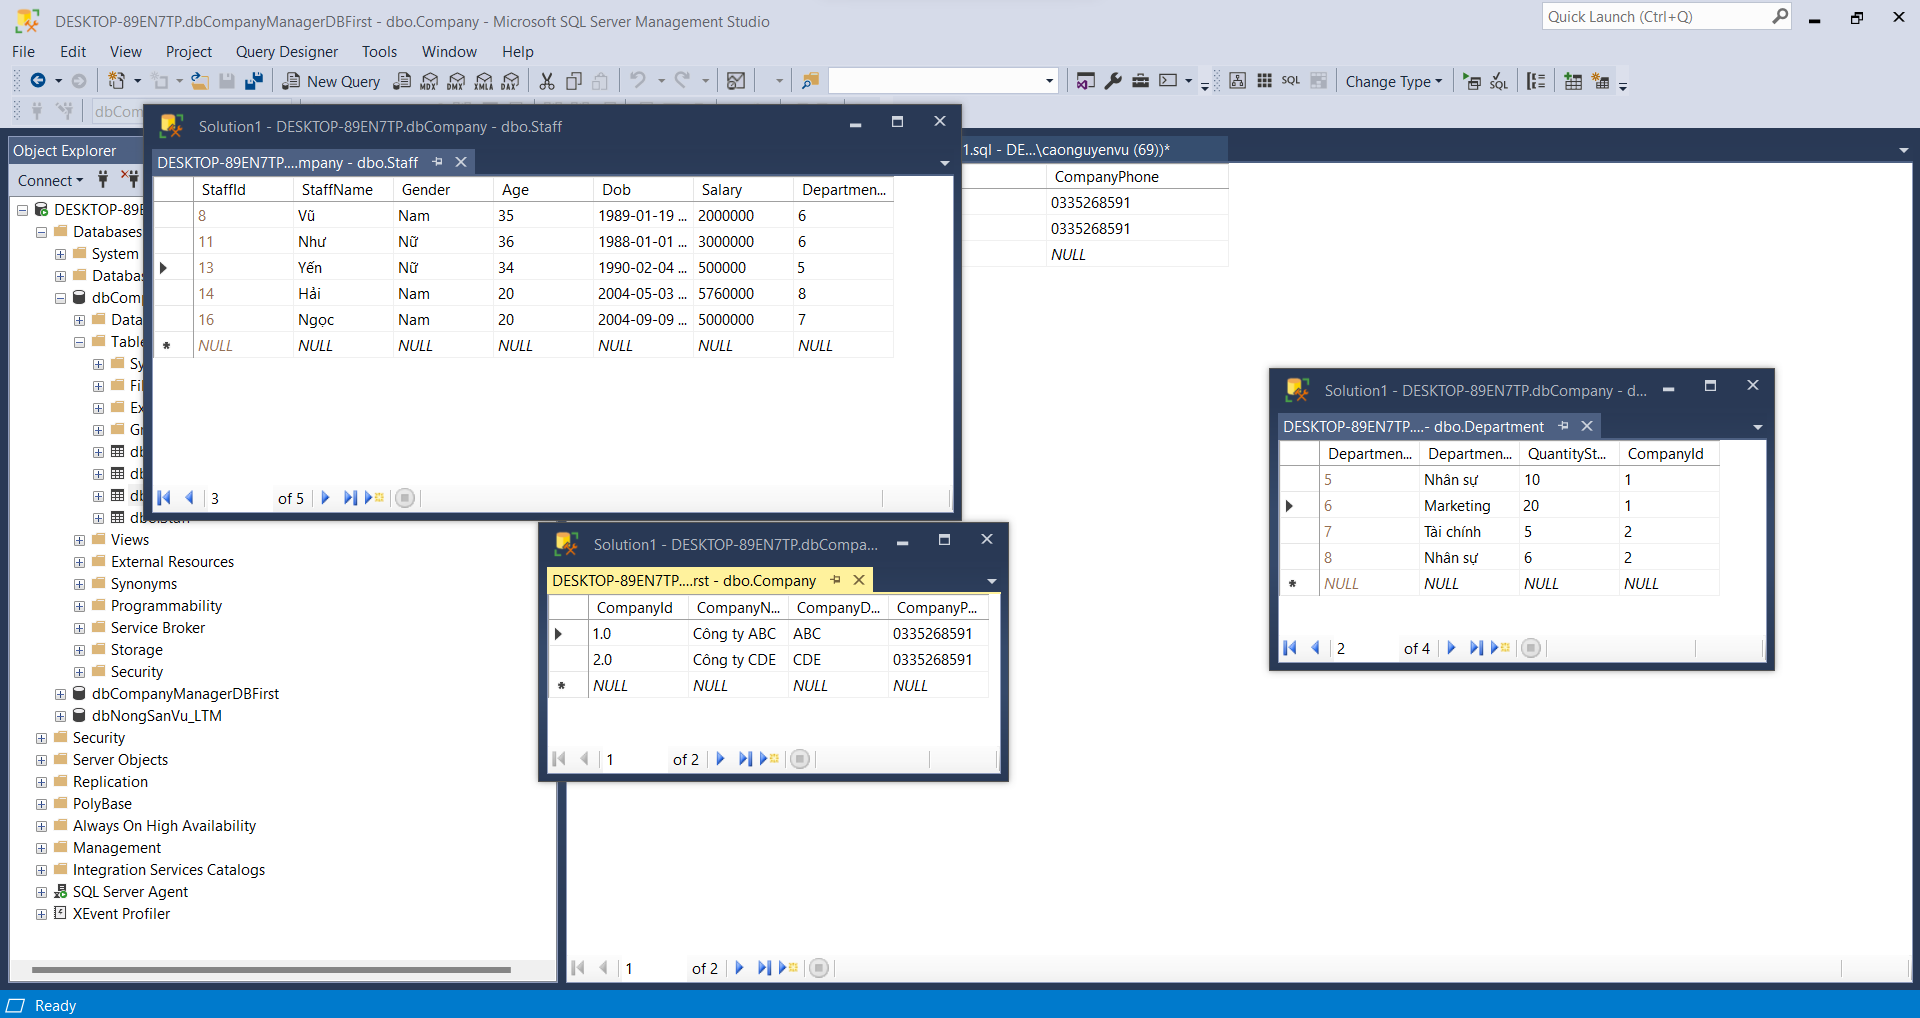 DESKTOP-89EN7TP.dbCompanyManagerDBFirst - dbo.Company - Microsoft SQL Server Management Studio
Quick Launch (Ctrl+Q)
File Edit View Project Query Designer Tools Window Help
New Query MDX DMX XMLA DAX SQL Change Type SQL
dbCom
Object Explorer
Connect
DESKTOP-89E
Databases
System
Databa
dbComp
Data
Table
Sy
Fil
Ex
Gr
db
db
db
dbo.Staff
Views
External Resources
Synonyms
Programmability
Service Broker
Storage
Security
dbCompanyManagerDBFirst
dbNongSanVu_LTM
Security
Server Objects
Replication
PolyBase
Always On High Availability
Management
Integration Services Catalogs
SQL Server Agent
XEvent Profiler
Solution1 - DESKTOP-89EN7TP.dbCompany - dbo.Staff
DESKTOP-89EN7TP....mpany - dbo.Staff
StaffId StaffName Gender Age Dob Salary Departmen...
8 Vũ Nam 35 1989-01-19 ... 2000000 6
11 Như Nữ 36 1988-01-01 ... 3000000 6
13 Yến Nữ 34 1990-02-04 ... 500000 5
14 Hải Nam 20 2004-05-03 ... 5760000 8
16 Ngọc Nam 20 2004-09-09 ... 5000000 7
NULL NULL NULL NULL NULL NULL NULL
3 of 5
1.sql - DE...\caonguyenvu (69))*
CompanyPhone
0335268591
0335268591
NULL
Solution1 - DESKTOP-89EN7TP.dbCompa...
DESKTOP-89EN7TP....rst - dbo.Company
CompanyId CompanyN... CompanyD... CompanyP...
1.0 Công ty ABC ABC 0335268591
2.0 Công ty CDE CDE 0335268591
NULL NULL NULL NULL
1 of 2
Solution1 - DESKTOP-89EN7TP.dbCompany - d...
DESKTOP-89EN7TP....- dbo.Department
Departmen... Departmen... QuantitySt... CompanyId
5 Nhân sự 10 1
6 Marketing 20 1
7 Tài chính 5 2
8 Nhân sự 6 2
NULL NULL NULL NULL
2 of 4
1 of 2
Ready